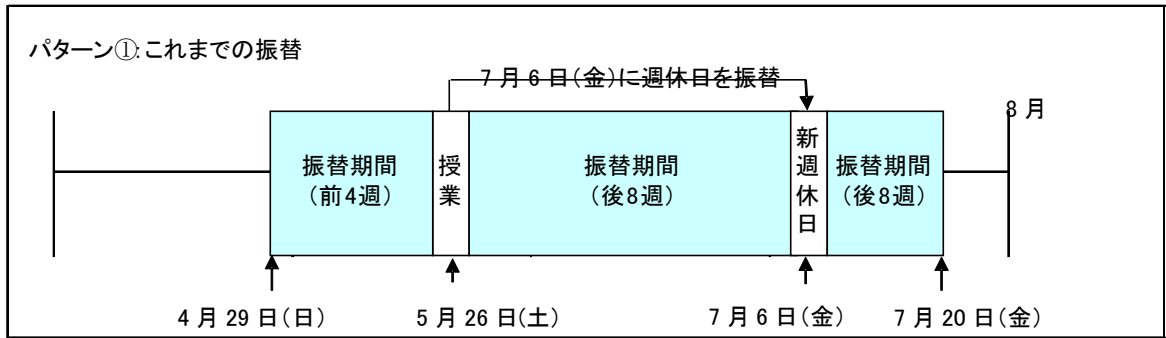 パターン①:これまでの振替
7月6日(金)に週休日を振替
8月
振替期間
(前4週)
授業
振替期間
(後8週)
新週休日
振替期間
(後8週)
4月29日(日)
5月26日(土)
7月6日(金)
7月20日(金)